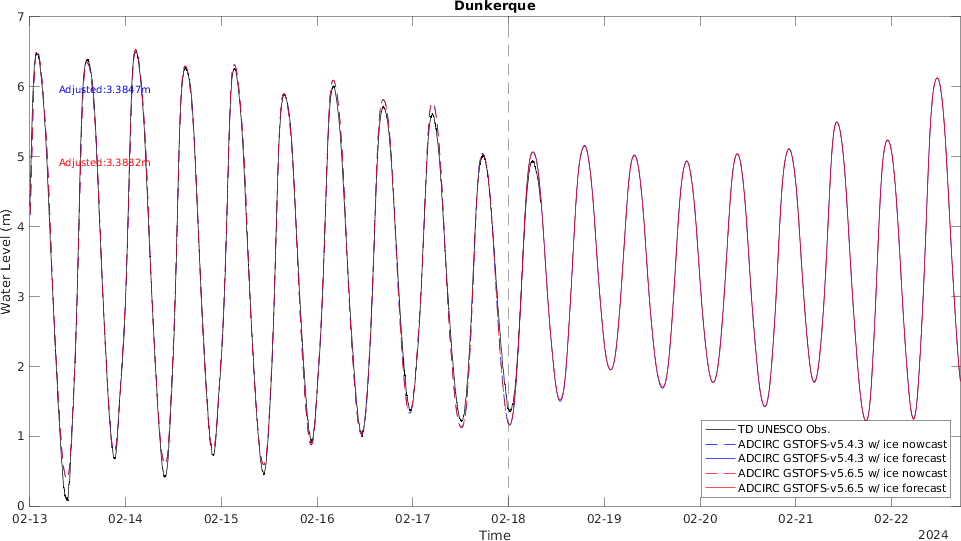 Dunkerque
7
6
5
4
3
2
1
0
Water Level (m)
Adjusted:3.3847m
Adjusted:3.3882m
TD UNESCO Obs.
ADCIRC GSTOFS-v5.4.3 w/ ice nowcast
ADCIRC GSTOFS-v5.4.3 w/ ice forecast
ADCIRC GSTOFS-v5.6.5 w/ ice nowcast
ADCIRC GSTOFS-v5.6.5 w/ ice forecast
02-13 02-14 02-15 02-16 02-17 02-18 02-19 02-20 02-21 02-22
Time
2024